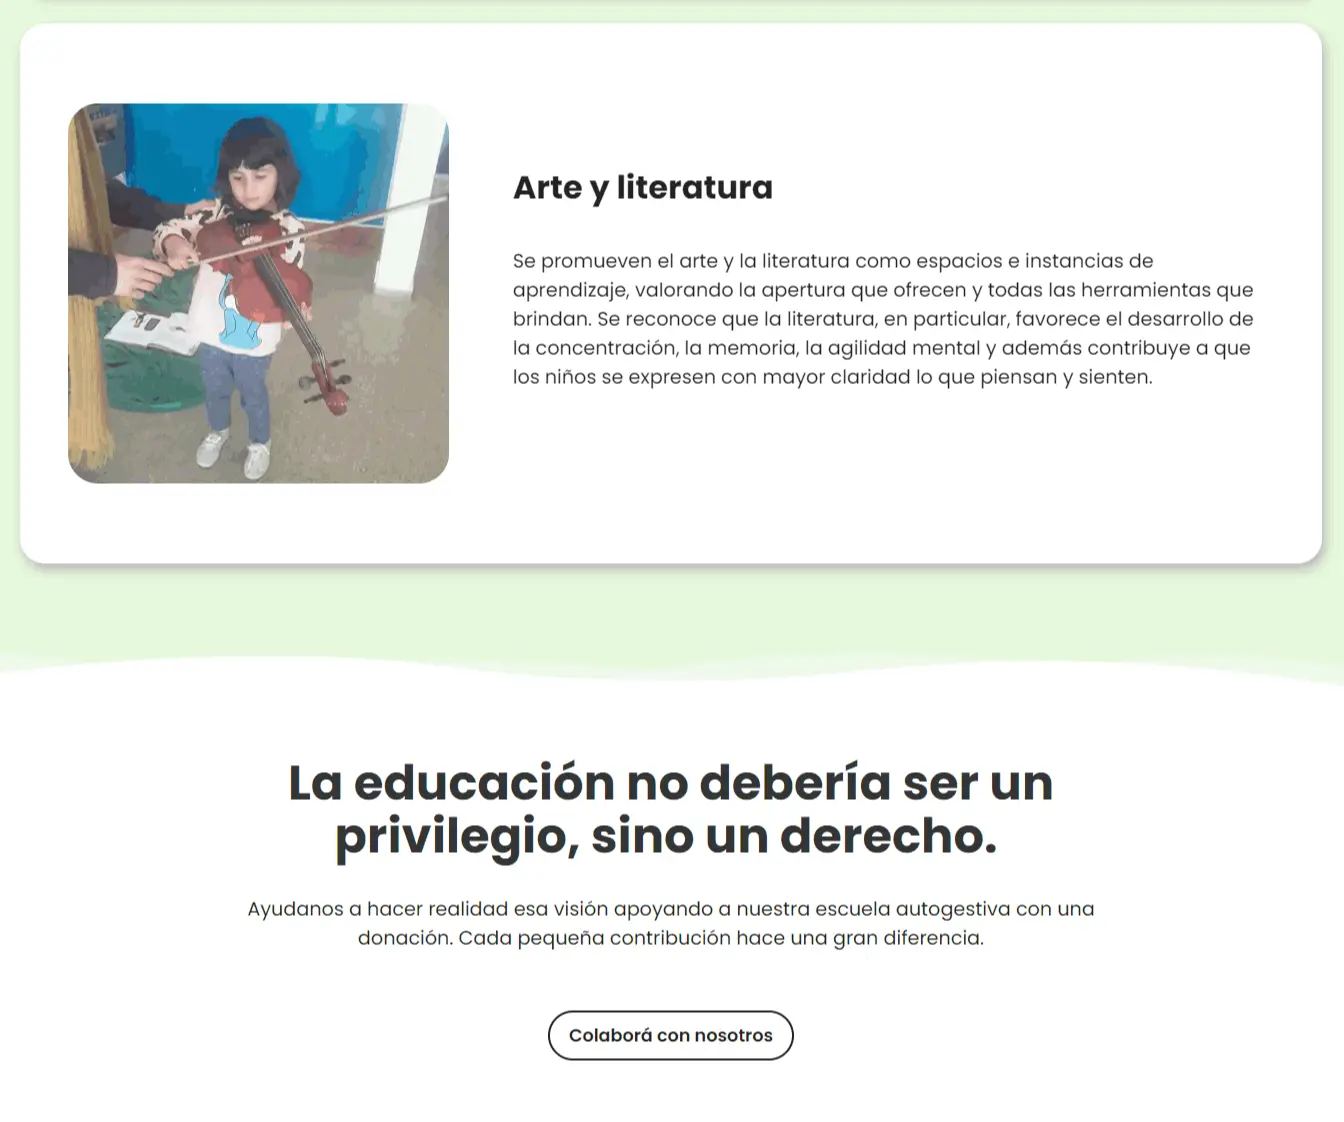 Arte y literatura
Se promueven el arte y la literatura como espacios e instancias de
aprendizaje, valorando la apertura que ofrecen y todas las herramientas que
brindan. Se reconoce que la literatura, en particular, favorece el desarrollo de
la concentración, la memoria, la agilidad mental y además contribuye a que
los niños se expresen con mayor claridad lo que piensan y sienten.
La educación no debería ser un
privilegio, sino un derecho.
Ayudanos a hacer realidad esa visión apoyando a nuestra escuela autogestiva con una
donación. Cada pequeña contribución hace una gran diferencia.
Colaborá con nosotros